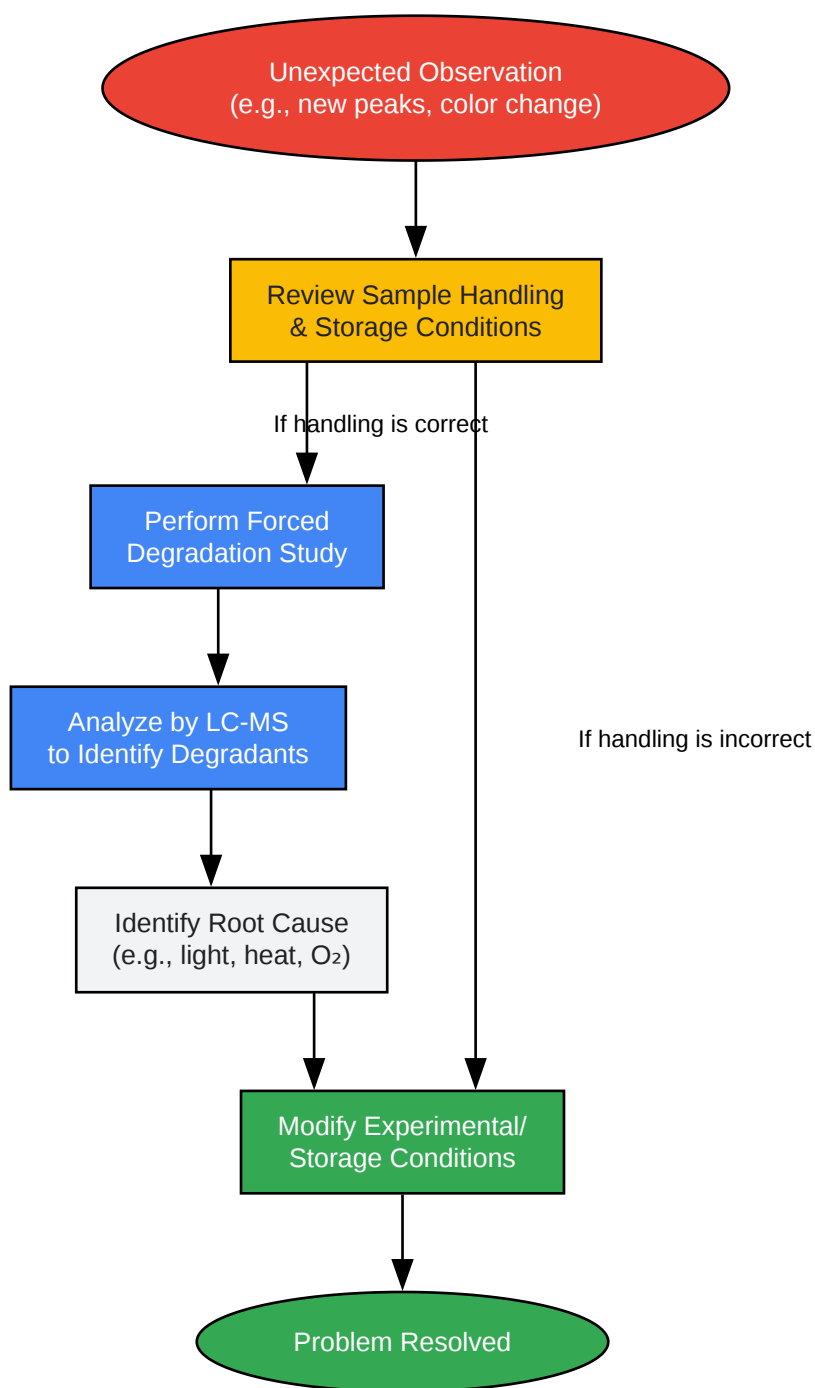 Unexpected Observation
(e.g., new peaks, color change)
Review Sample Handling
& Storage Conditions
If handling is correct
Perform Forced
Degradation Study
Analyze by LC-MS
to Identify Degradants
If handling is incorrect
Identify Root Cause
(e.g., light, heat, O₂)
Modify Experimental/
Storage Conditions
Problem Resolved